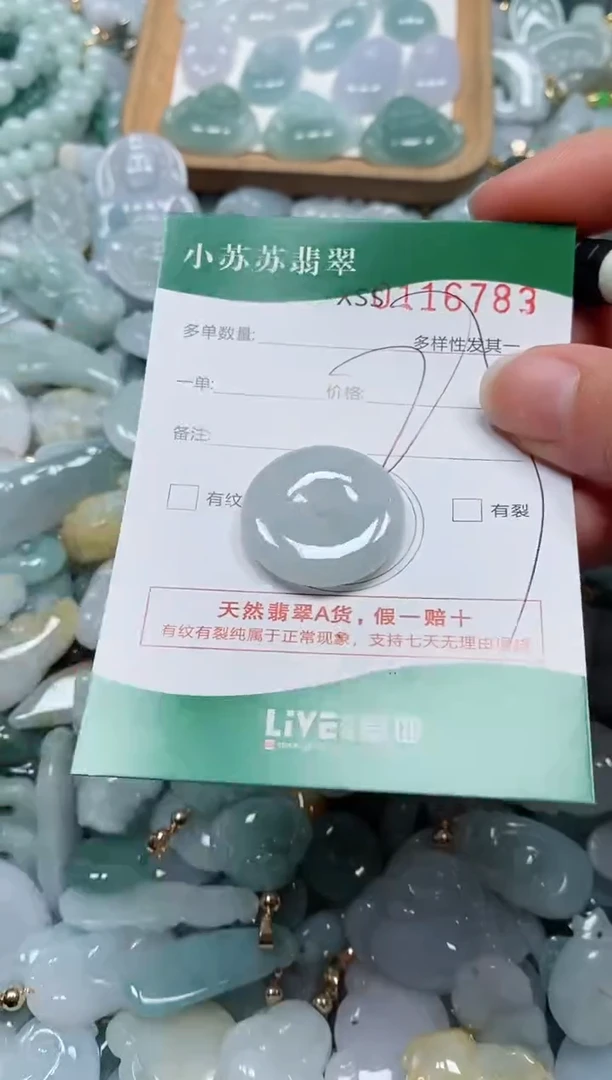 小苏苏翡翠
XSS0116783
多单数量:
多样性发其一
一单:
价格:
备注:
有纹
有裂
天然翡翠A货，假一赔十
有纹有裂纯属于正常现象，支持七天无理由
LIVE